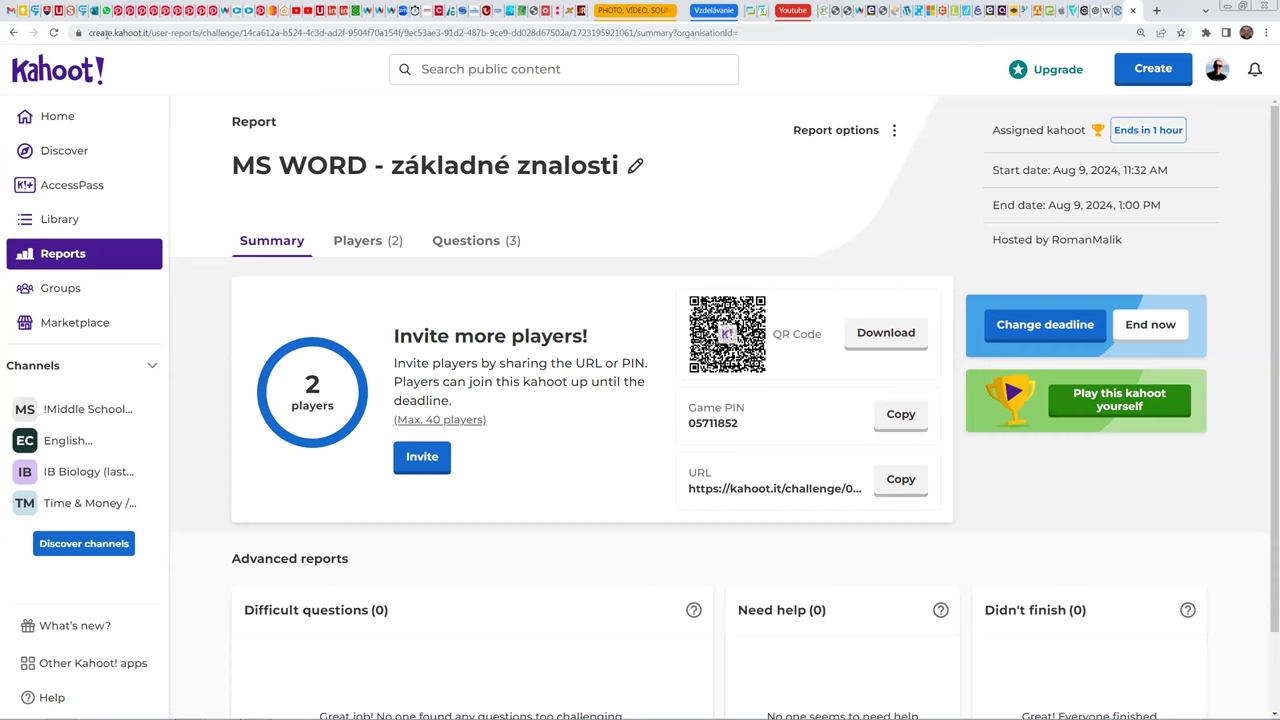 PHOTO, VIDEO, SOUN
Vzdelávanie
Youtube
create.kahoot.it/user-reports/challenge/14ca612a-b524-4c3d-ad2f-9504f70a154f/9ec53ae3-91d2-487b-9ce9-dd028d67502a/1723195921061/summary?organisationId=
Kahoot!
Search public content
Upgrade
Create
Home
Discover
K!+
AccessPass
Library
Reports
Groups
Marketplace
Channels
MS
!Middle School...
EC
English...
IB
IB Biology (last...
TM
Time & Money /...
Discover channels
What's new?
Other Kahoot! apps
Help
Report
Report options
MS WORD - základné znalosti
Summary
Players (2)
Questions (3)
Assigned kahoot
Ends in 1 hour
Start date: Aug 9, 2024, 11:32 AM
End date: Aug 9, 2024, 1:00 PM
Hosted by RomanMalik
2
players
Invite more players!
Invite players by sharing the URL or PIN.
Players can join this kahoot up until the
deadline.
(Max. 40 players)
Invite
K!
QR Code
Download
Game PIN
05711852
Copy
URL
https://kahoot.it/challenge/0...
Copy
Change deadline
End now
Play this kahoot
yourself
Advanced reports
Difficult questions (0)
Need help (0)
Didn't finish (0)
Great job! No one found any questions too challenging
No one seems to need help
Great! Everyone finished